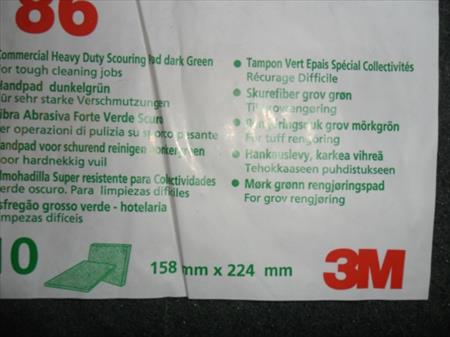 86
Commercial Heavy Duty Scouring Pad dark Green
For tough cleaning jobs
Handpad dunkelgrün
für sehr starke Verschmutzungen
Fibra Abrasiva Forte Verde Scuro
Per operazioni di pulizia su sporco pesante
Handpad voor schurend reinigen donkergreen
voor hardnekkig vuil
Almohadilla Super resistente para Colectividades
verde oscuro. Para limpiezas difíciles
Esfregão grosso verde - hotelaria
limpezas difíceis
• Tampon Vert Epais Spécial Collectivités
Récurage Difficile
• Skurefiber grov grøn
Til grovrengøring
• Rengöringsduk grov mörkgrön
For tuff rengöring
• Hankauslevy, karkea vihreä
Tehokkaaseen puhdistukseen
• Mørk grønn rengjøringspad
For grov rengjøring
10
158 mm x 224 mm
3M